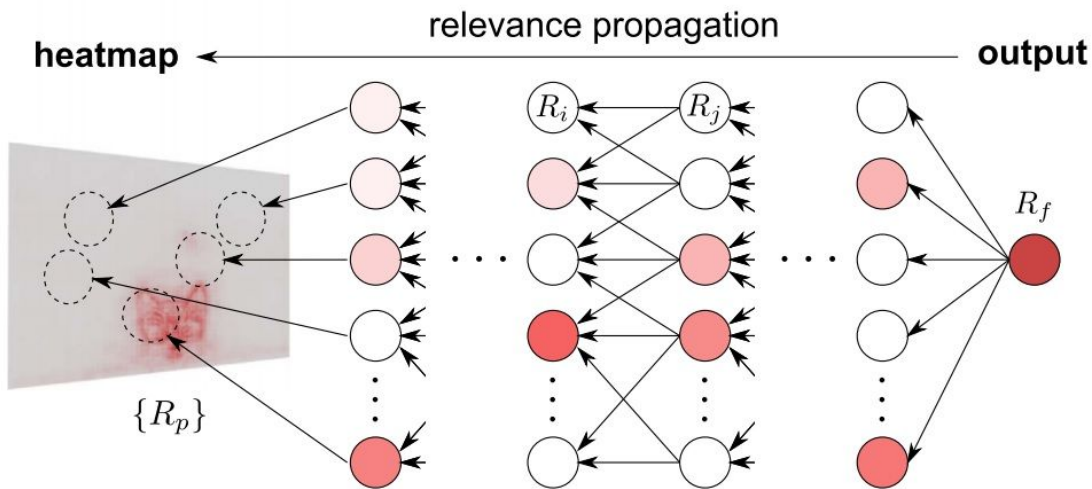 relevance propagation
heatmap
output
R_i
R_j
R_f
{R_p}